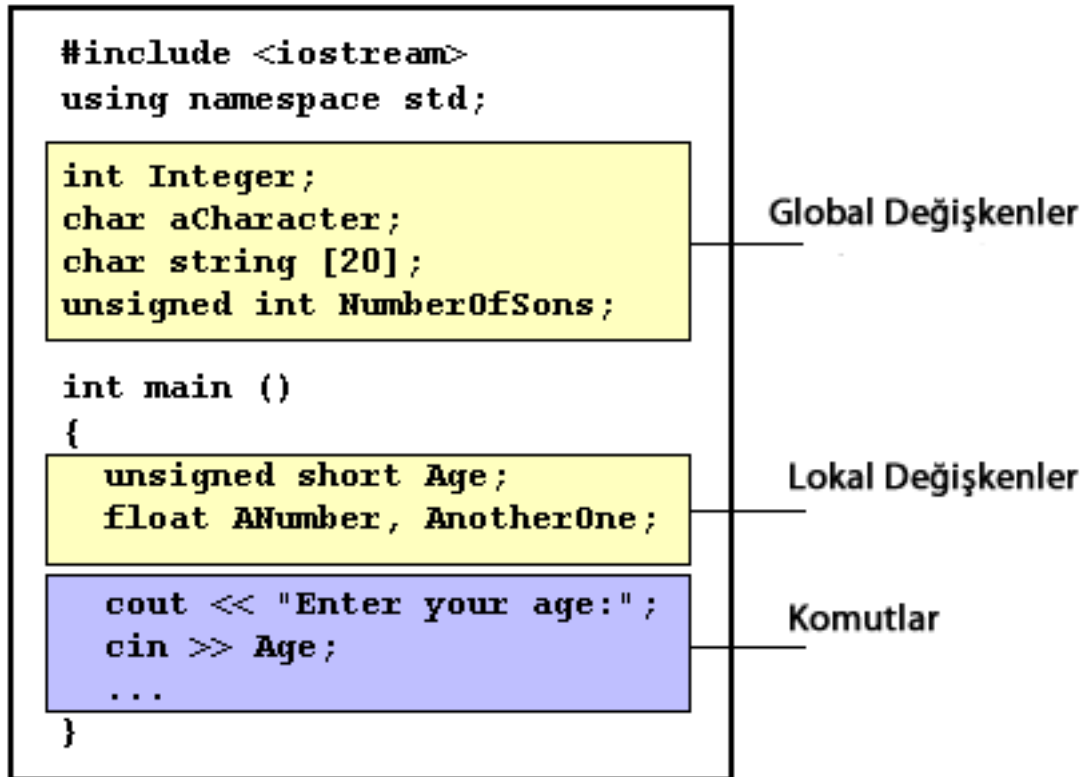 #include <iostream>
using namespace std;
int Integer;
char aCharacter;
char string [20];
unsigned int NumberOfSons;
Global Değişkenler
int main ()
{
unsigned short Age;
float ANumber, AnotherOne;
Lokal Değişkenler
cout << "Enter your age:";
cin >> Age;
...
Komutlar
}